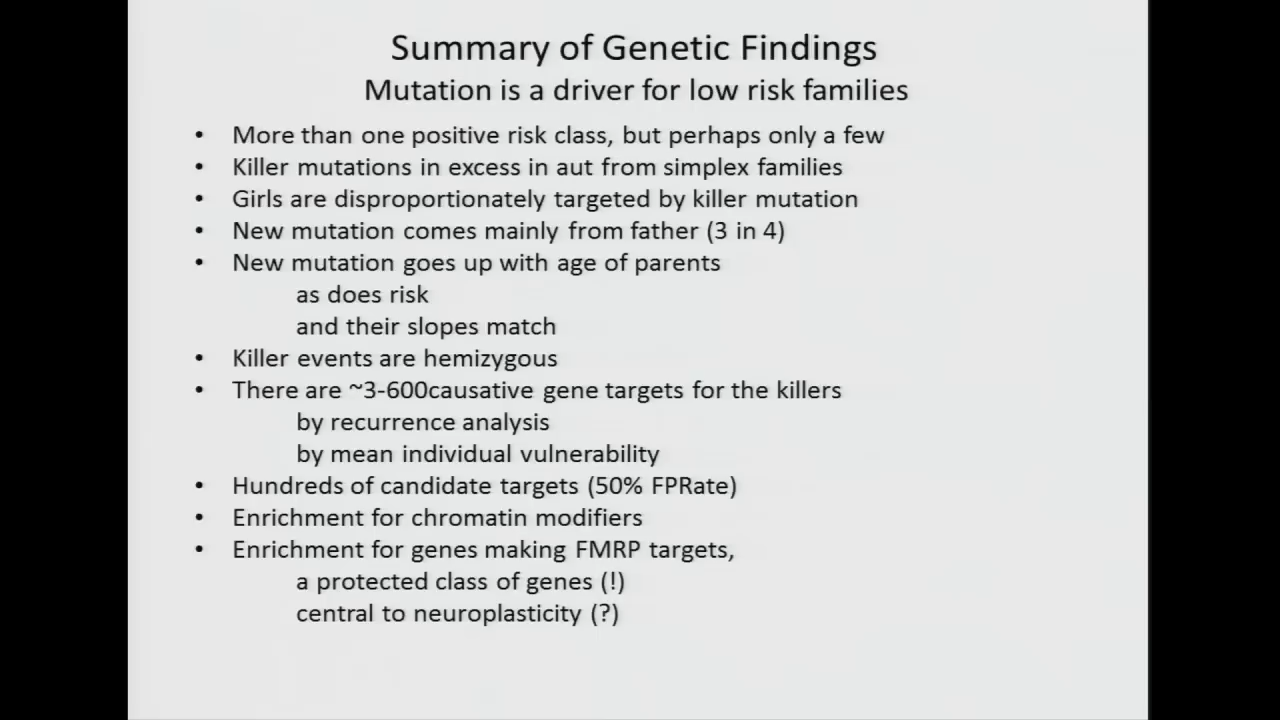 Summary of Genetic Findings
Mutation is a driver for low risk families
• More than one positive risk class, but perhaps only a few
• Killer mutations in excess in aut from simplex families
• Girls are disproportionately targeted by killer mutation
• New mutation comes mainly from father (3 in 4)
• New mutation goes up with age of parents
as does risk
and their slopes match
• Killer events are hemizygous
• There are ~3-600causative gene targets for the killers
by recurrence analysis
by mean individual vulnerability
• Hundreds of candidate targets (50% FPRate)
• Enrichment for chromatin modifiers
• Enrichment for genes making FMRP targets,
a protected class of genes (!)
central to neuroplasticity (?)